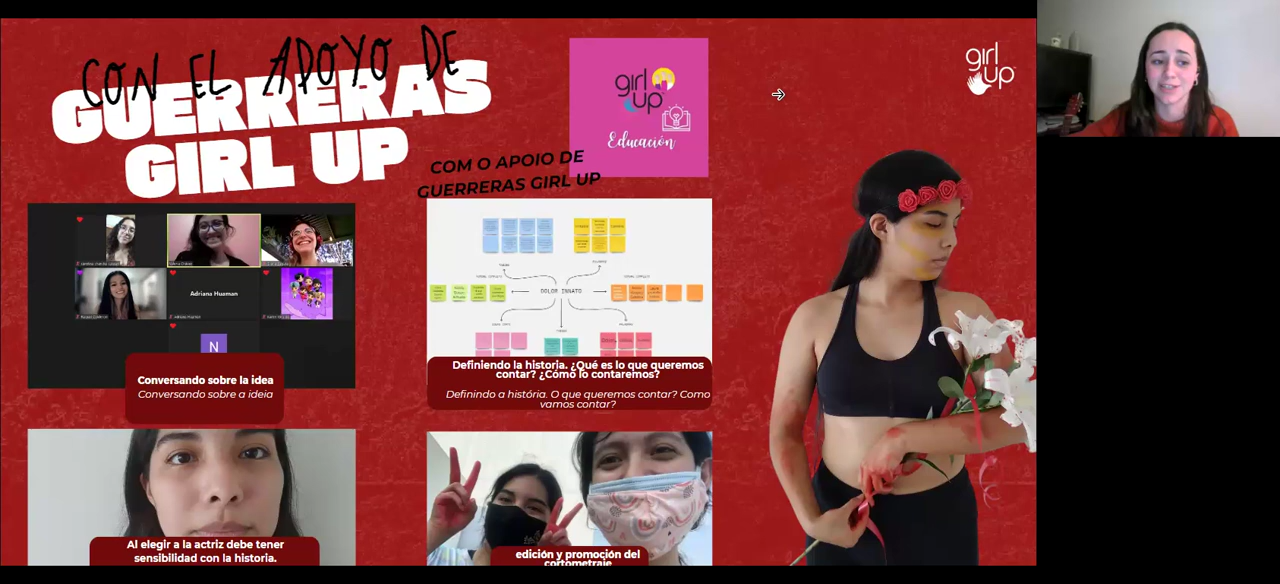 CON EL APOYO DE
GUERRERAS
GIRL UP
girl
up
Educación
girl
up
COM O APOIO DE
GUERRERAS GIRL UP
Adriana Huaman
N
Conversando sobre la idea
Conversando sobre a ideia
DOLOR INNATO
Definiendo la historia. ¿Qué es lo que queremos
contar? ¿Cómo lo contaremos?
Definindo a história. O que queremos contar? Como
vamos contar?
Al elegir a la actriz debe tener
sensibilidad con la historia.
edición y promoción del
cortometraje